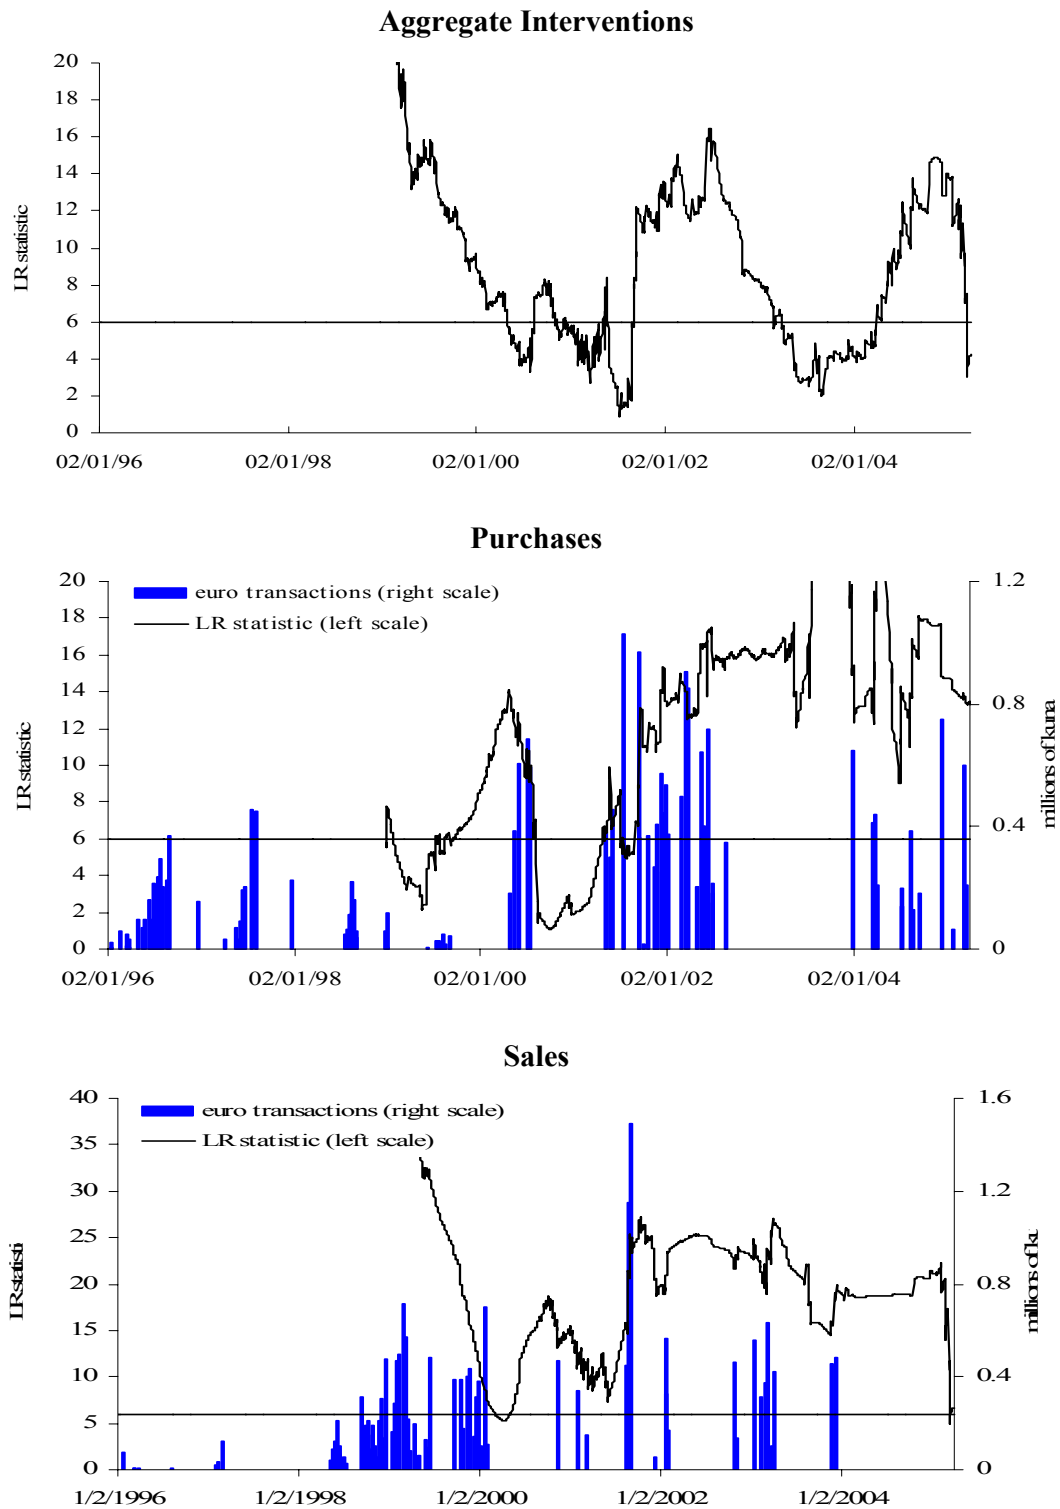 Aggregate Interventions
20
18
16
14
12
10
8
6
4
2
0
LR statistic
02/01/96 02/01/98 02/01/00 02/01/02 02/01/04
Purchases
20
18
16
14
12
10
8
6
4
2
0
LR statistic
euro transactions (right scale)
LR statistic (left scale)
1.2
0.8
0.4
0
millions of kuna
02/01/96 02/01/98 02/01/00 02/01/02 02/01/04
Sales
40
35
30
25
20
15
10
5
0
LR statisti
euro transactions (right scale)
LR statistic (left scale)
1.6
1.2
0.8
0.4
0
millions of ku
1/2/1996 1/2/1998 1/2/2000 1/2/2002 1/2/2004